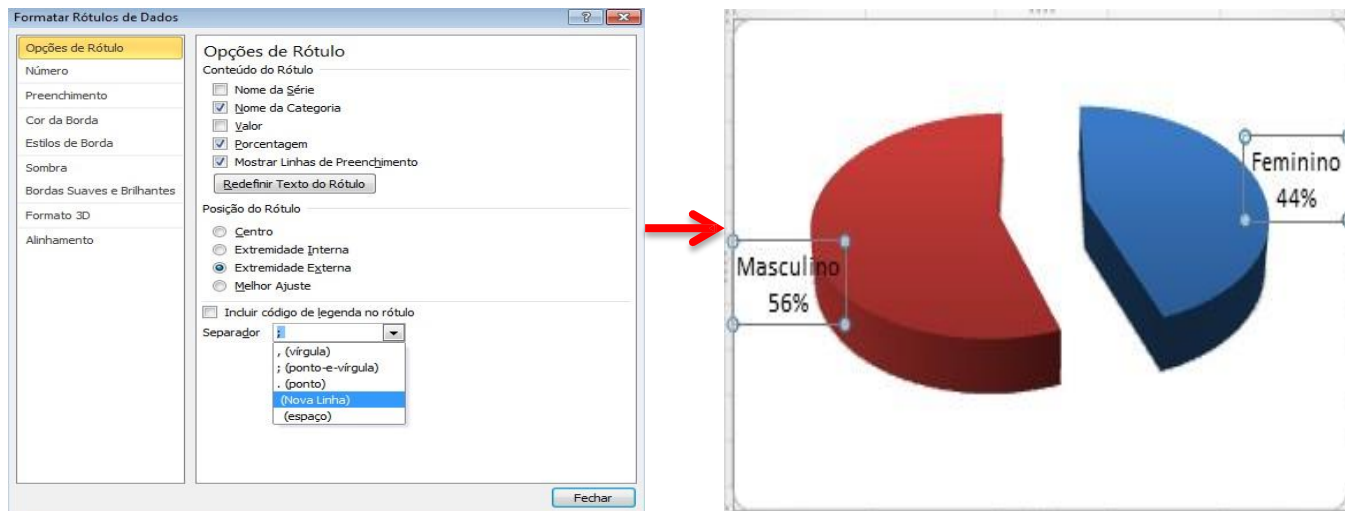 Formatar Rótulos de Dados
Opções de Rótulo
Número
Preenchimento
Cor da Borda
Estilos de Borda
Sombra
Bordas Suaves e Brilhantes
Formato 3D
Alinhamento
Opções de Rótulo
Conteúdo do Rótulo
Nome da Série
Nome da Categoria
Valor
Porcentagem
Mostrar Linhas de Preenchimento
Redefinir Texto do Rótulo
Posição do Rótulo
Centro
Extremidade Interna
Extremidade Externa
Melhor Ajuste
Incluir código de legenda no rótulo
Separador ;
, (vírgula)
; (ponto-e-vírgula)
. (ponto)
(Nova Linha)
(espaço)
Fechar
Feminino
44%
Masculino
56%